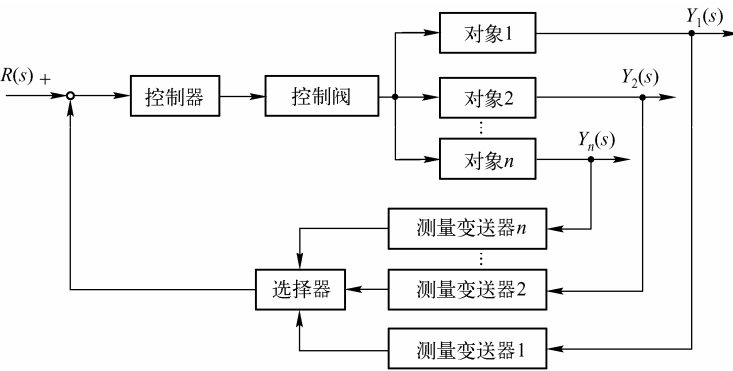 对象1
Y₁(s)
R(s) +
控制器
控制阀
对象2
Y₂(s)
⋮
对象n
Yₙ(s)
测量变送器n
⋮
选择器
测量变送器2
测量变送器1